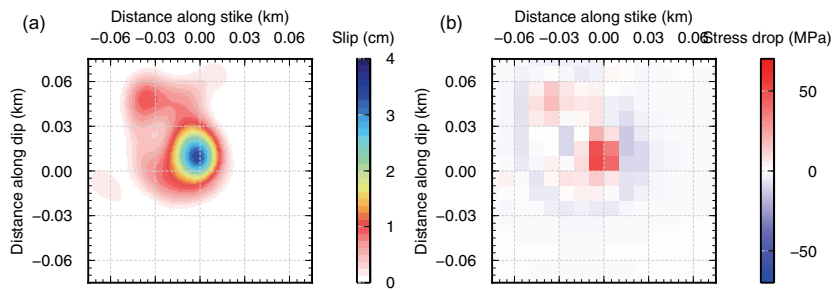 Distance along stike (km)
(a)
−0.06 −0.03 0.00 0.03 0.06
Slip (cm)
Distance along dip (km)
0.06
0.03
0.00
−0.03
−0.06
4
3
2
1
0
Distance along stike (km)
(b)
−0.06 −0.03 0.00 0.03 0.06
Stress drop (MPa)
Distance along dip (km)
0.06
0.03
0.00
−0.03
−0.06
50
0
−50